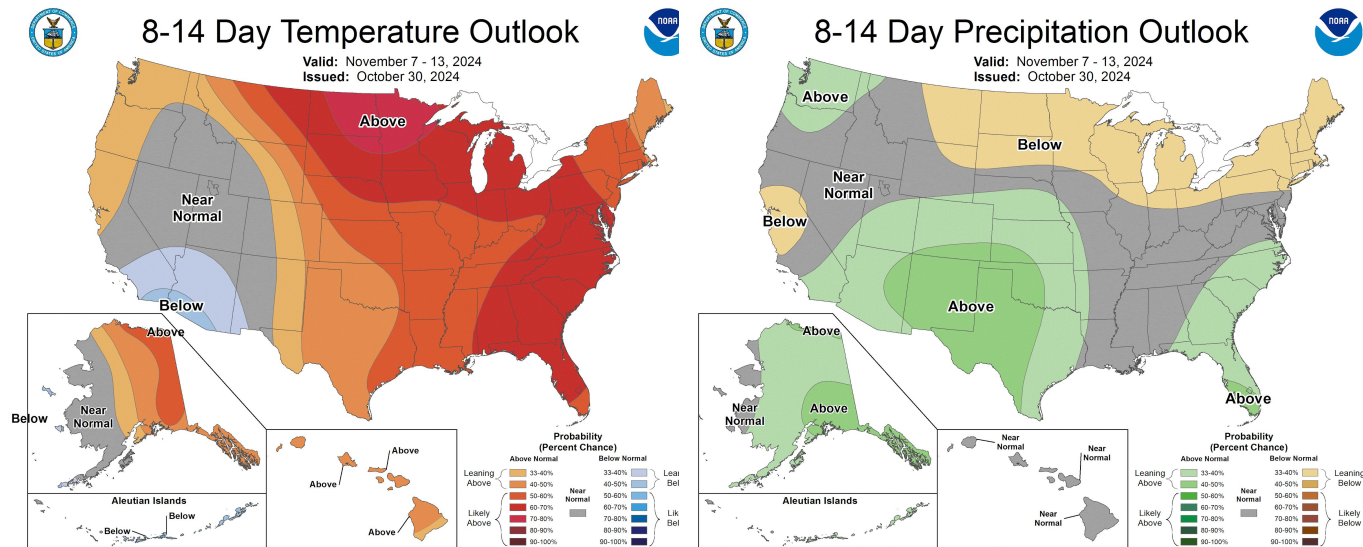 8-14 Day Temperature Outlook
Valid: November 7 - 13, 2024
Issued: October 30, 2024
NOAA
Above
Near
Normal
Below
Above
Near
Normal
Below
Aleutian Islands
Below
Below
Above
Above
Above
Probability
(Percent Chance)
Above Normal
Below Normal
Leaning
Above
Likely
Above
33-40%
40-50%
50-60%
60-70%
70-80%
80-90%
90-100%
Near
Normal
33-40%
40-50%
50-60%
60-70%
70-80%
80-90%
90-100%
Lea
Bel
Lik
Bel
8-14 Day Precipitation Outlook
Valid: November 7 - 13, 2024
Issued: October 30, 2024
NOAA
Above
Below
Near
Normal
Below
Above
Above
Above
Near
Normal
Above
Aleutian Islands
Near
Normal
Near
Normal
Near
Normal
Probability
(Percent Chance)
Above Normal
Below Normal
Leaning
Above
Likely
Above
33-40%
40-50%
50-60%
60-70%
70-80%
80-90%
90-100%
Near
Normal
33-40%
40-50%
50-60%
60-70%
70-80%
80-90%
90-100%
Leaning
Below
Likely
Below